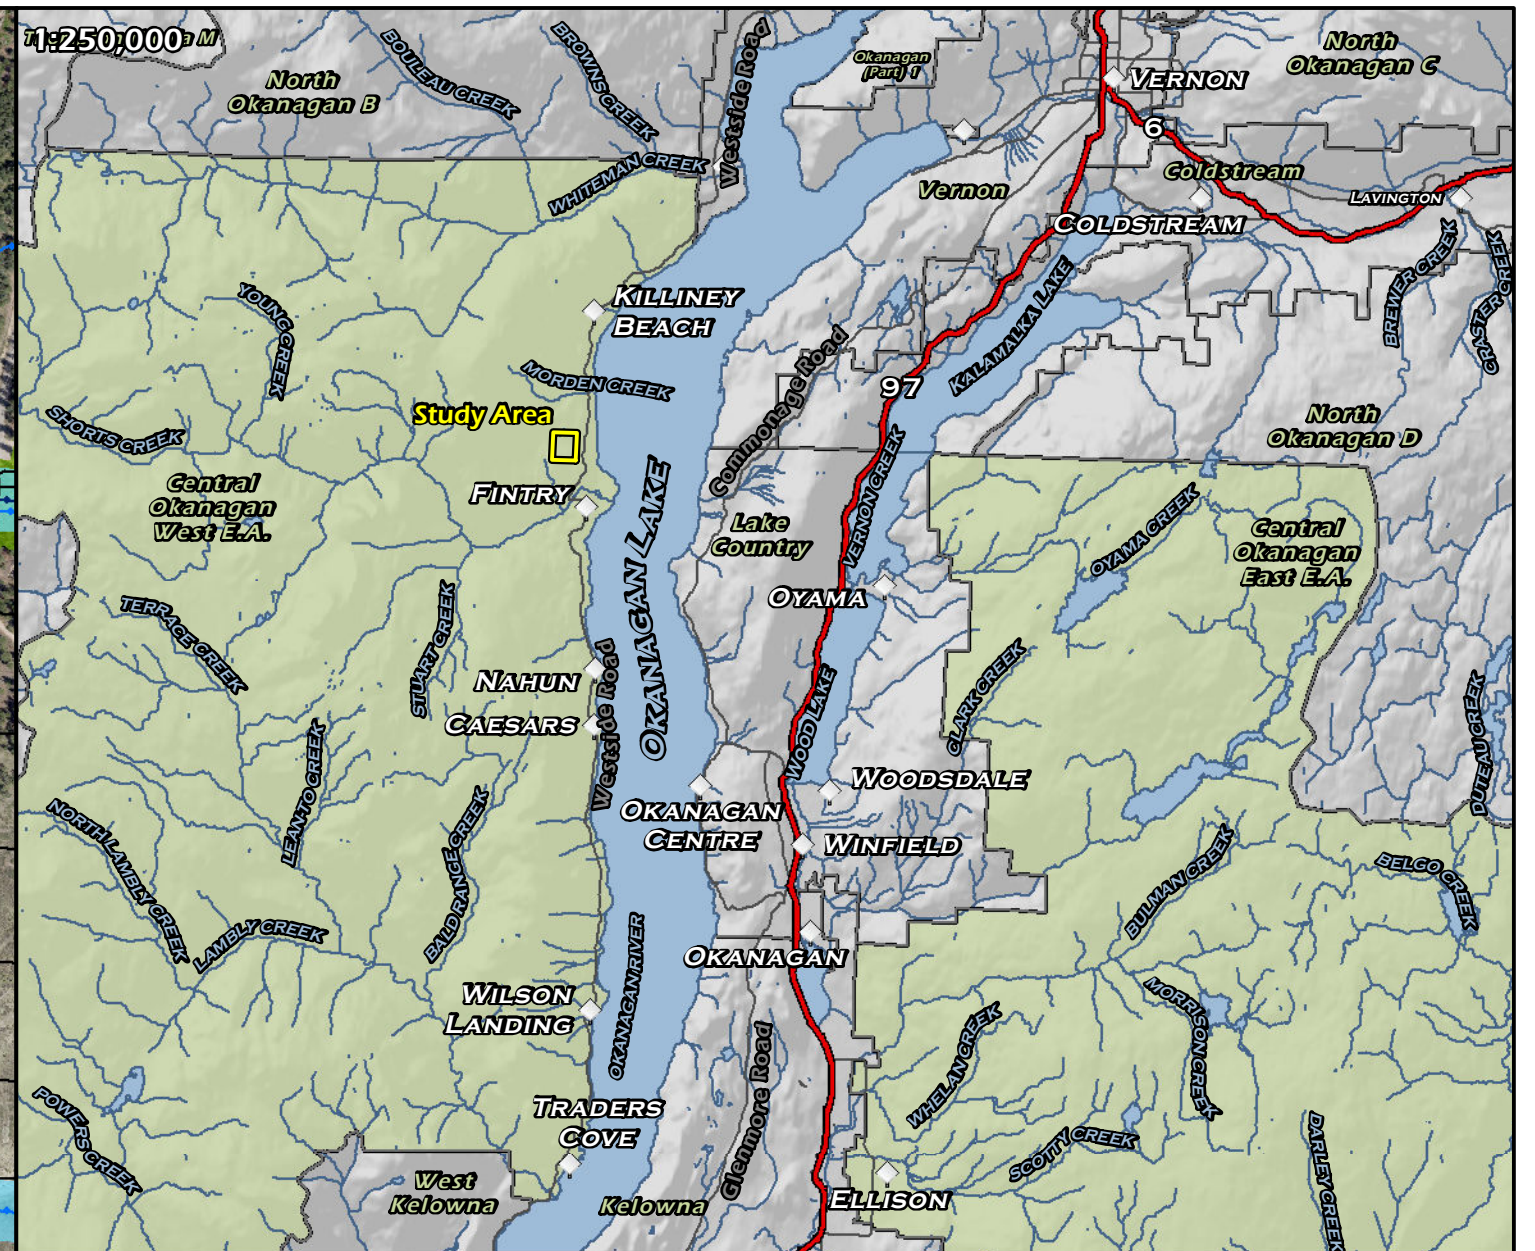 1:250,000
North
Okanagan B
BOULEAU CREEK
BROWNS CREEK
Westside Road
Okanagan
(Part) 1
North
Okanagan C
VERNON
6
WHITEMAN CREEK
Vernon
Coldstream
LAVINGTON
COLDSTREAM
BREWER CREEK
CRASTER CREEK
YOUNG CREEK
KILLINEY
BEACH
KALAMALKA LAKE
Commonage Road
97
MORDEN CREEK
Study Area
SHORTS CREEK
North
Okanagan D
Central
Okanagan
West E.A.
FINTRY
OKANAGAN LAKE
Lake
Country
VERNON CREEK
OYAMA CREEK
Central
Okanagan
East E.A.
OYAMA
TERRACE CREEK
STUART CREEK
NAHUN
CAESARS
Westside Road
WOOD LAKE
CLARK CREEK
DUTEAU CREEK
LEANTO CREEK
OKANAGAN
CENTRE
WOODSDALE
WINFIELD
NORTH LAMBLY CREEK
BALD RANGE CREEK
LAMBLY CREEK
BULMAN CREEK
BELGO CREEK
OKANAGAN
WILSON
LANDING
OKANAGAN RIVER
MORRISON CREEK
WHELAN CREEK
POWERS CREEK
TRADERS
COVE
Glenmore Road
SCOTTY CREEK
DARLEY CREEK
West
Kelowna
Kelowna
ELLISON